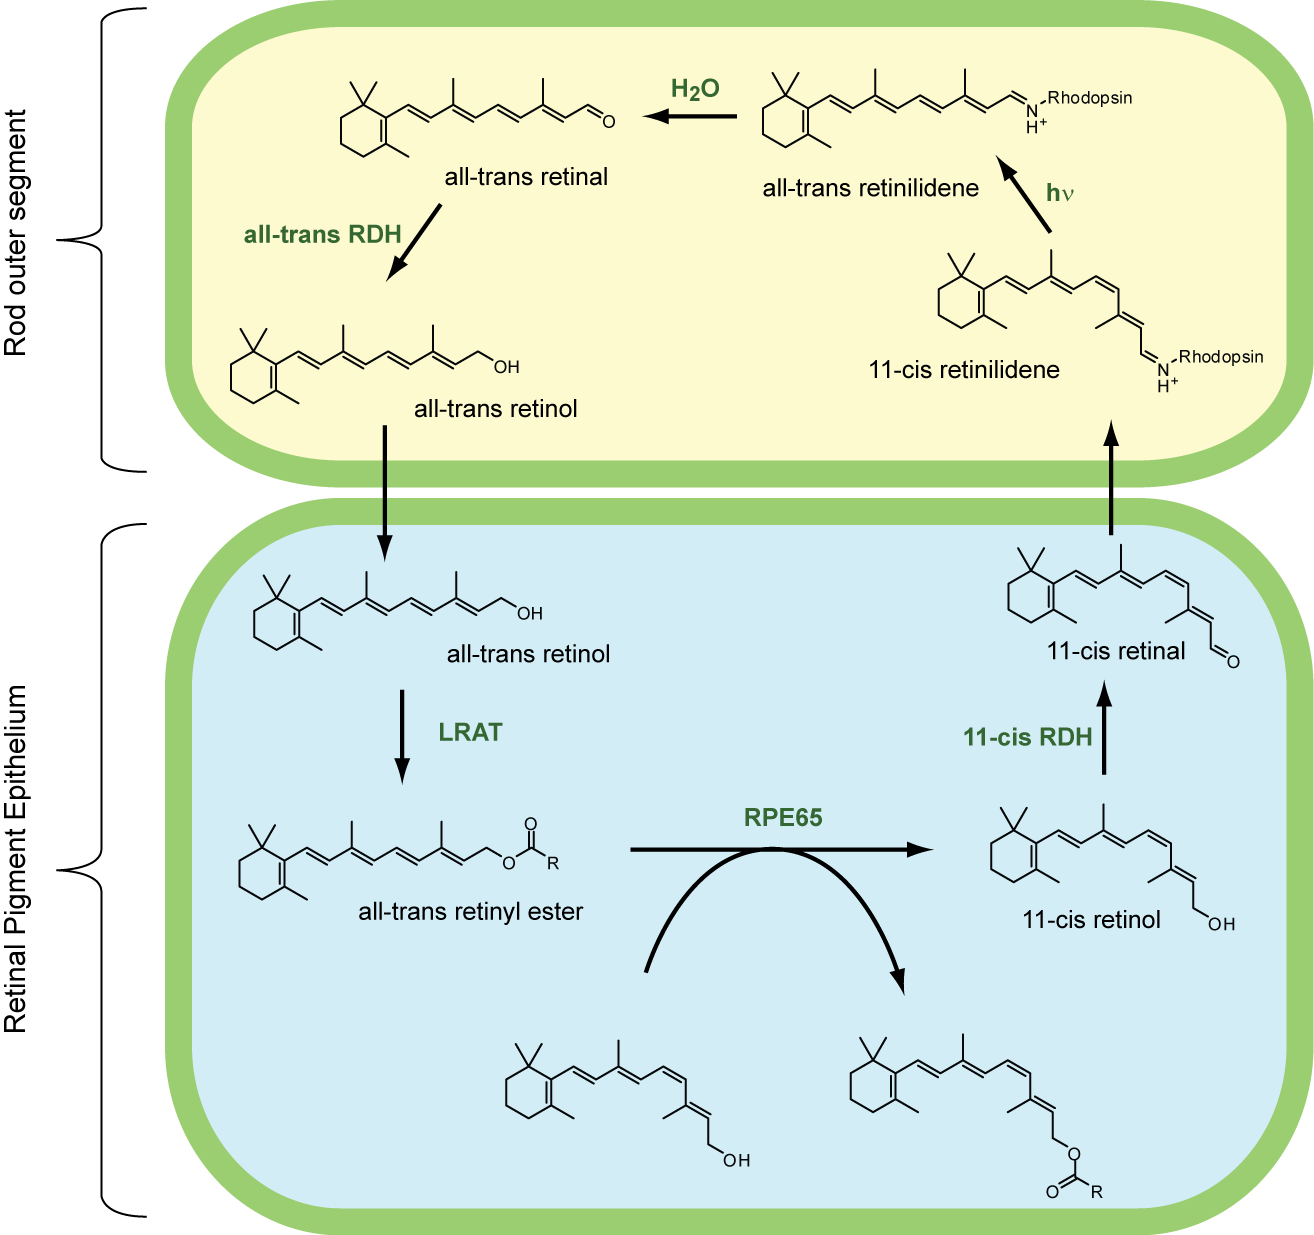 Rod outer segment
O
all-trans retinal
H₂O
Rhodopsin
N
H⁺
all-trans retinilidene
all-trans RDH
hν
OH
all-trans retinol
Rhodopsin
N
H⁺
11-cis retinilidene
Retinal Pigment Epithelium
OH
all-trans retinol
O
11-cis retinal
LRAT
11-cis RDH
O
O
R
all-trans retinyl ester
RPE65
OH
11-cis retinol
OH
O
O
R